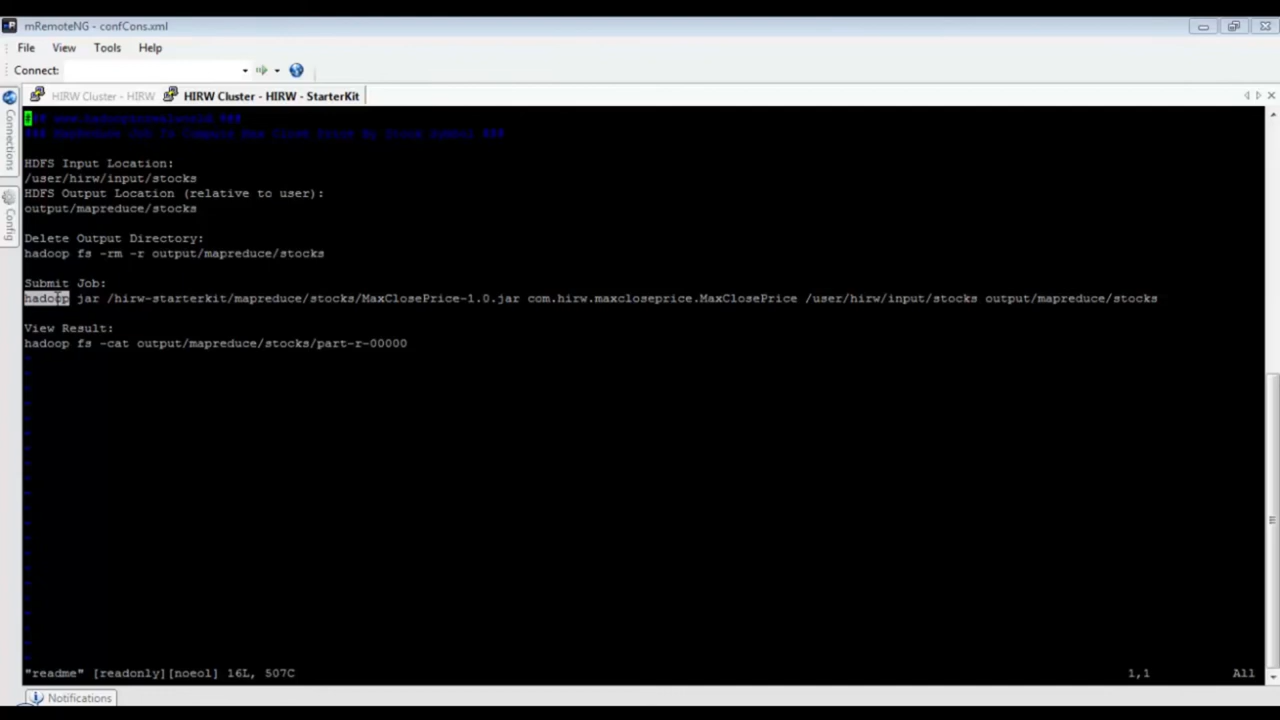 mRemoteNG - confCons.xml
File View Tools Help
Connect:
HIRW Cluster - HIRW
HIRW Cluster - HIRW - StarterKit
Connections
Config
### MapReduce Job To Compute Max Close Price By Stock Symbol ###
HDFS Input Location:
/user/hirw/input/stocks
HDFS Output Location (relative to user):
output/mapreduce/stocks
Delete Output Directory:
hadoop fs -rm -r output/mapreduce/stocks
Submit Job:
hadoop jar /hirw-starterkit/mapreduce/stocks/MaxClosePrice-1.0.jar com.hirw.maxcloseprice.MaxClosePrice /user/hirw/input/stocks output/mapreduce/stocks
View Result:
hadoop fs -cat output/mapreduce/stocks/part-r-00000
"readme" [readonly][noeol] 16L, 507C 1,1 All
Notifications